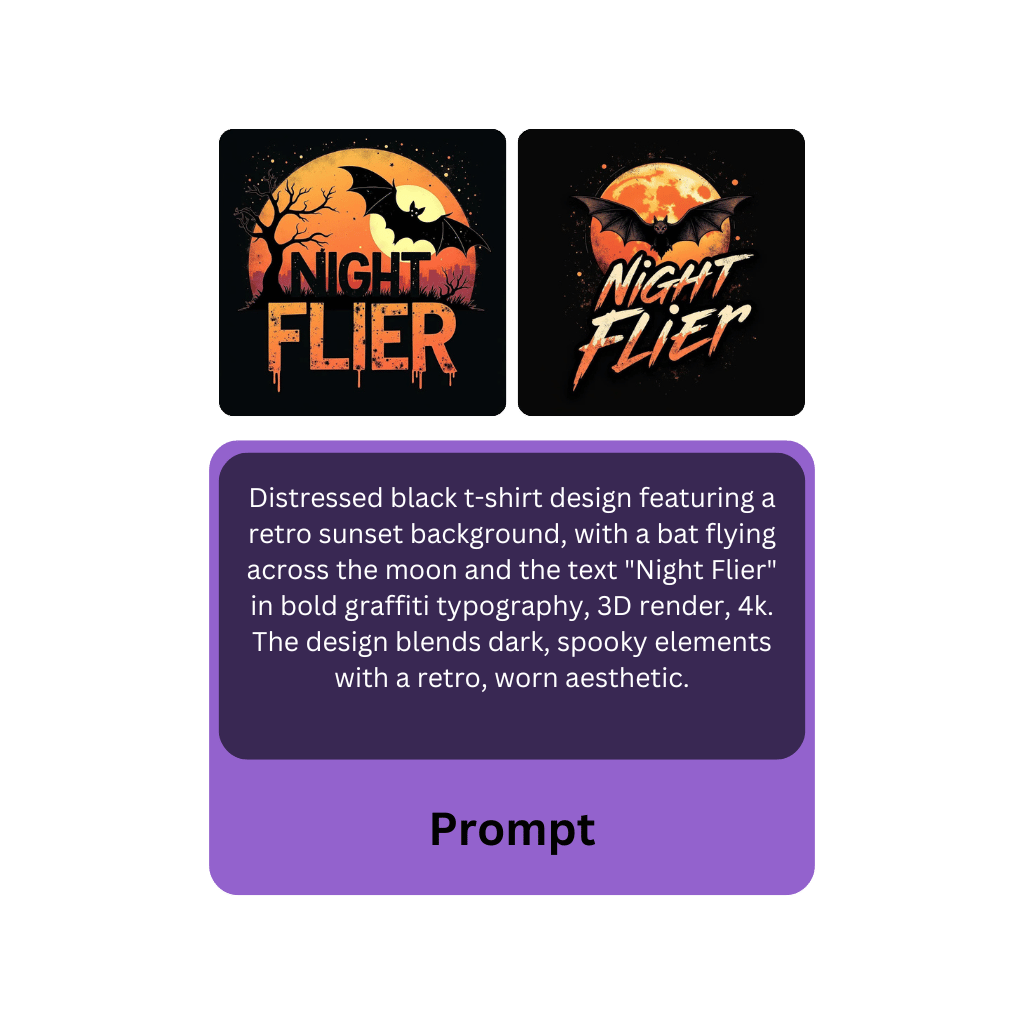 NIGHT
FLIER
NiGHT
FLiEr
Distressed black t-shirt design featuring a
retro sunset background, with a bat flying
across the moon and the text "Night Flier"
in bold graffiti typography, 3D render, 4k.
The design blends dark, spooky elements
with a retro, worn aesthetic.
Prompt